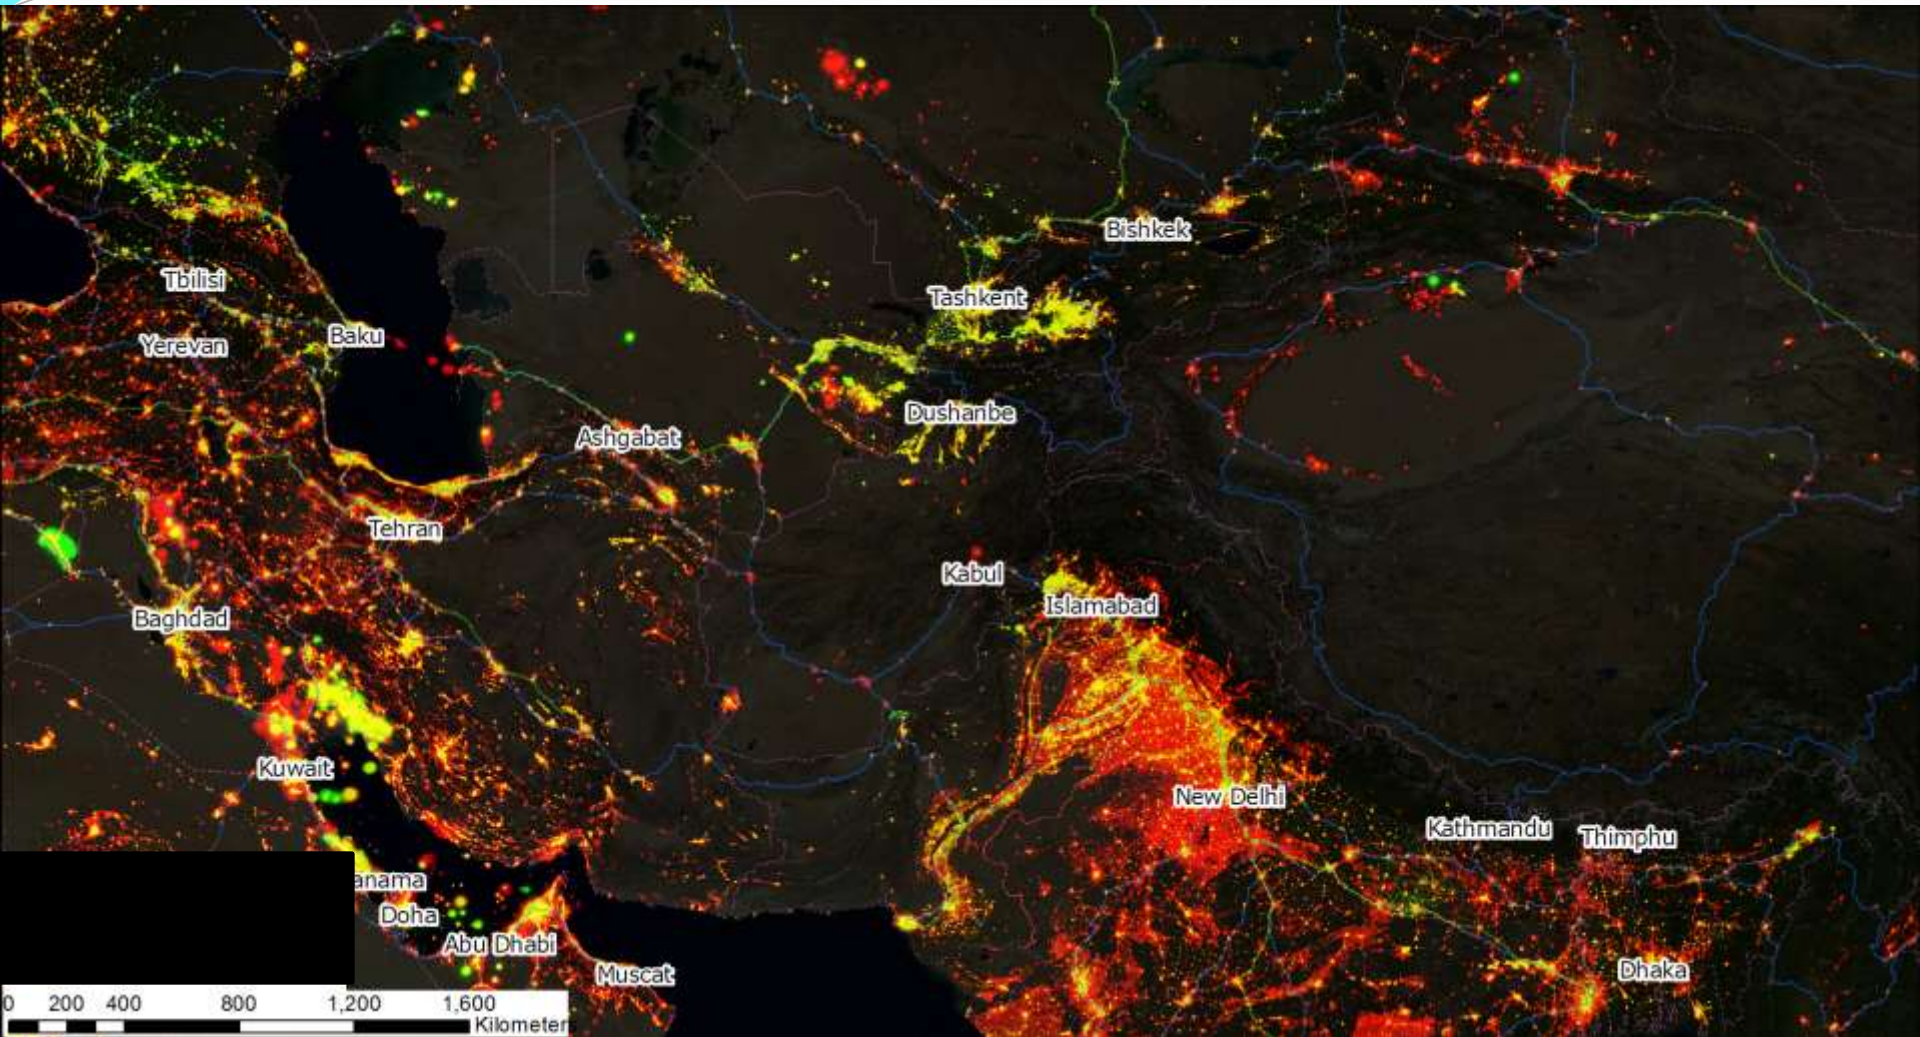 Bishkek
Tbilisi
Tashkent
Baku
Yerevan
Dushanbe
Ashgabat
Tehran
Kabul
Islamabad
Baghdad
Kuwait
New Delhi
Kathmandu
Thimphu
anama
Doha
Abu Dhabi
Muscat
Dhaka
0 200 400 800 1,200 1,600
Kilometers